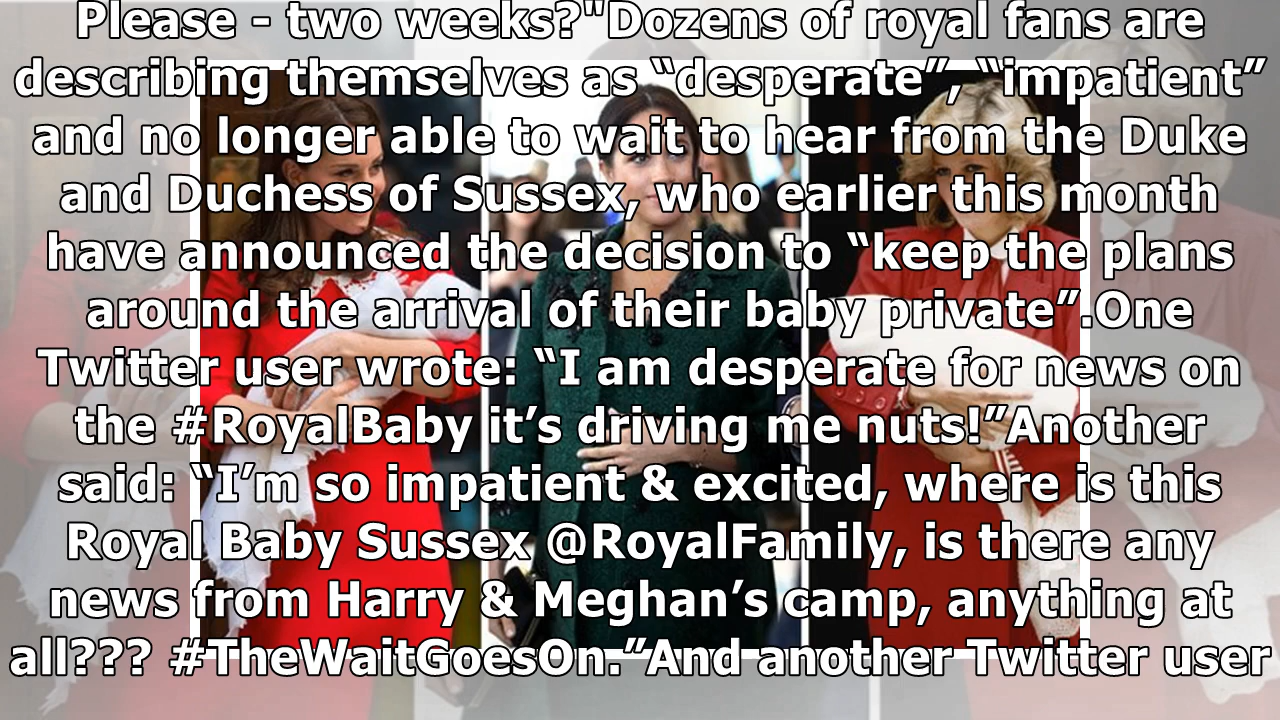 Please - two weeks?"Dozens of royal fans are
describing themselves as “desperate”, “impatient”
and no longer able to wait to hear from the Duke
and Duchess of Sussex, who earlier this month
have announced the decision to “keep the plans
around the arrival of their baby private”.One
Twitter user wrote: “I am desperate for news on
the #RoyalBaby it’s driving me nuts!”Another
said: “I’m so impatient & excited, where is this
Royal Baby Sussex @RoyalFamily, is there any
news from Harry & Meghan’s camp, anything at
all??? #TheWaitGoesOn.”And another Twitter user